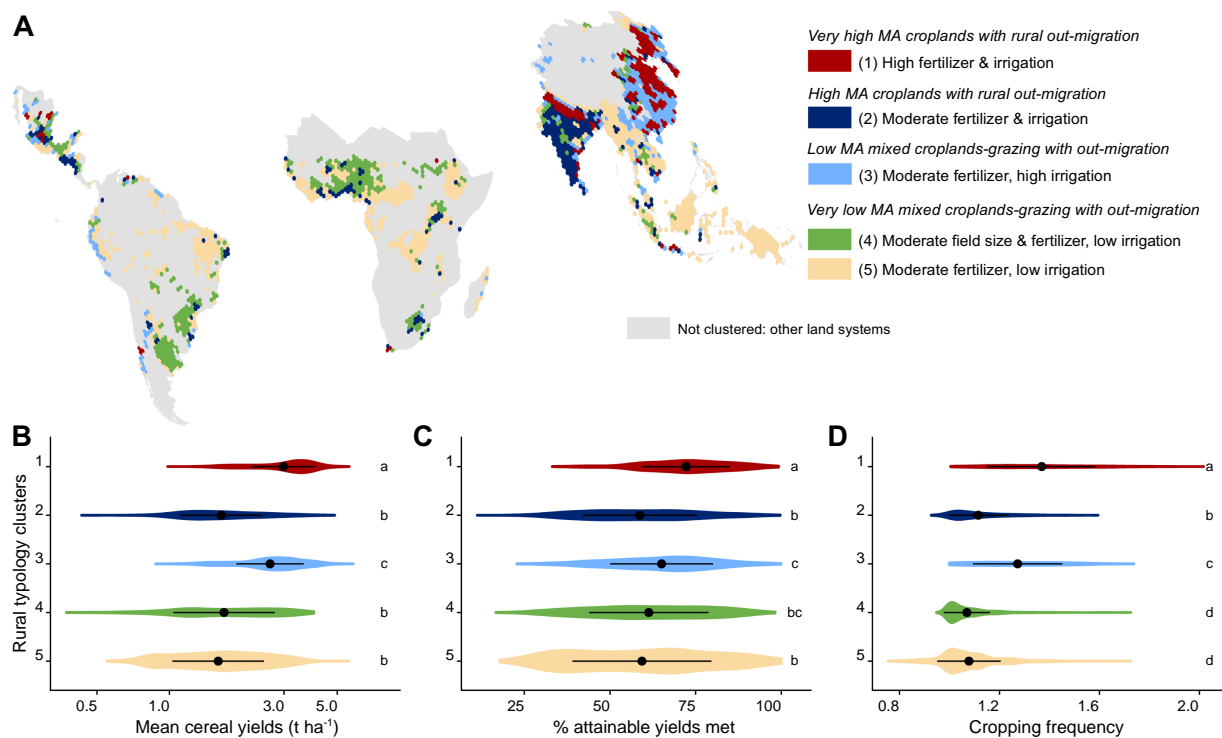 A
Very high MA croplands with rural out-migration
(1) High fertilizer & irrigation
High MA croplands with rural out-migration
(2) Moderate fertilizer & irrigation
Low MA mixed croplands-grazing with out-migration
(3) Moderate fertilizer, high irrigation
Very low MA mixed croplands-grazing with out-migration
(4) Moderate field size & fertilizer, low irrigation
(5) Moderate fertilizer, low irrigation
Not clustered: other land systems
B
Rural typology clusters
1
a
2
b
3
c
4
b
5
b
0.5
1.0
3.0
5.0
Mean cereal yields (t ha⁻¹)
C
1
a
2
b
3
c
4
bc
5
b
25
50
75
100
% attainable yields met
D
1
a
2
b
3
c
4
d
5
d
0.8
1.2
1.6
2.0
Cropping frequency